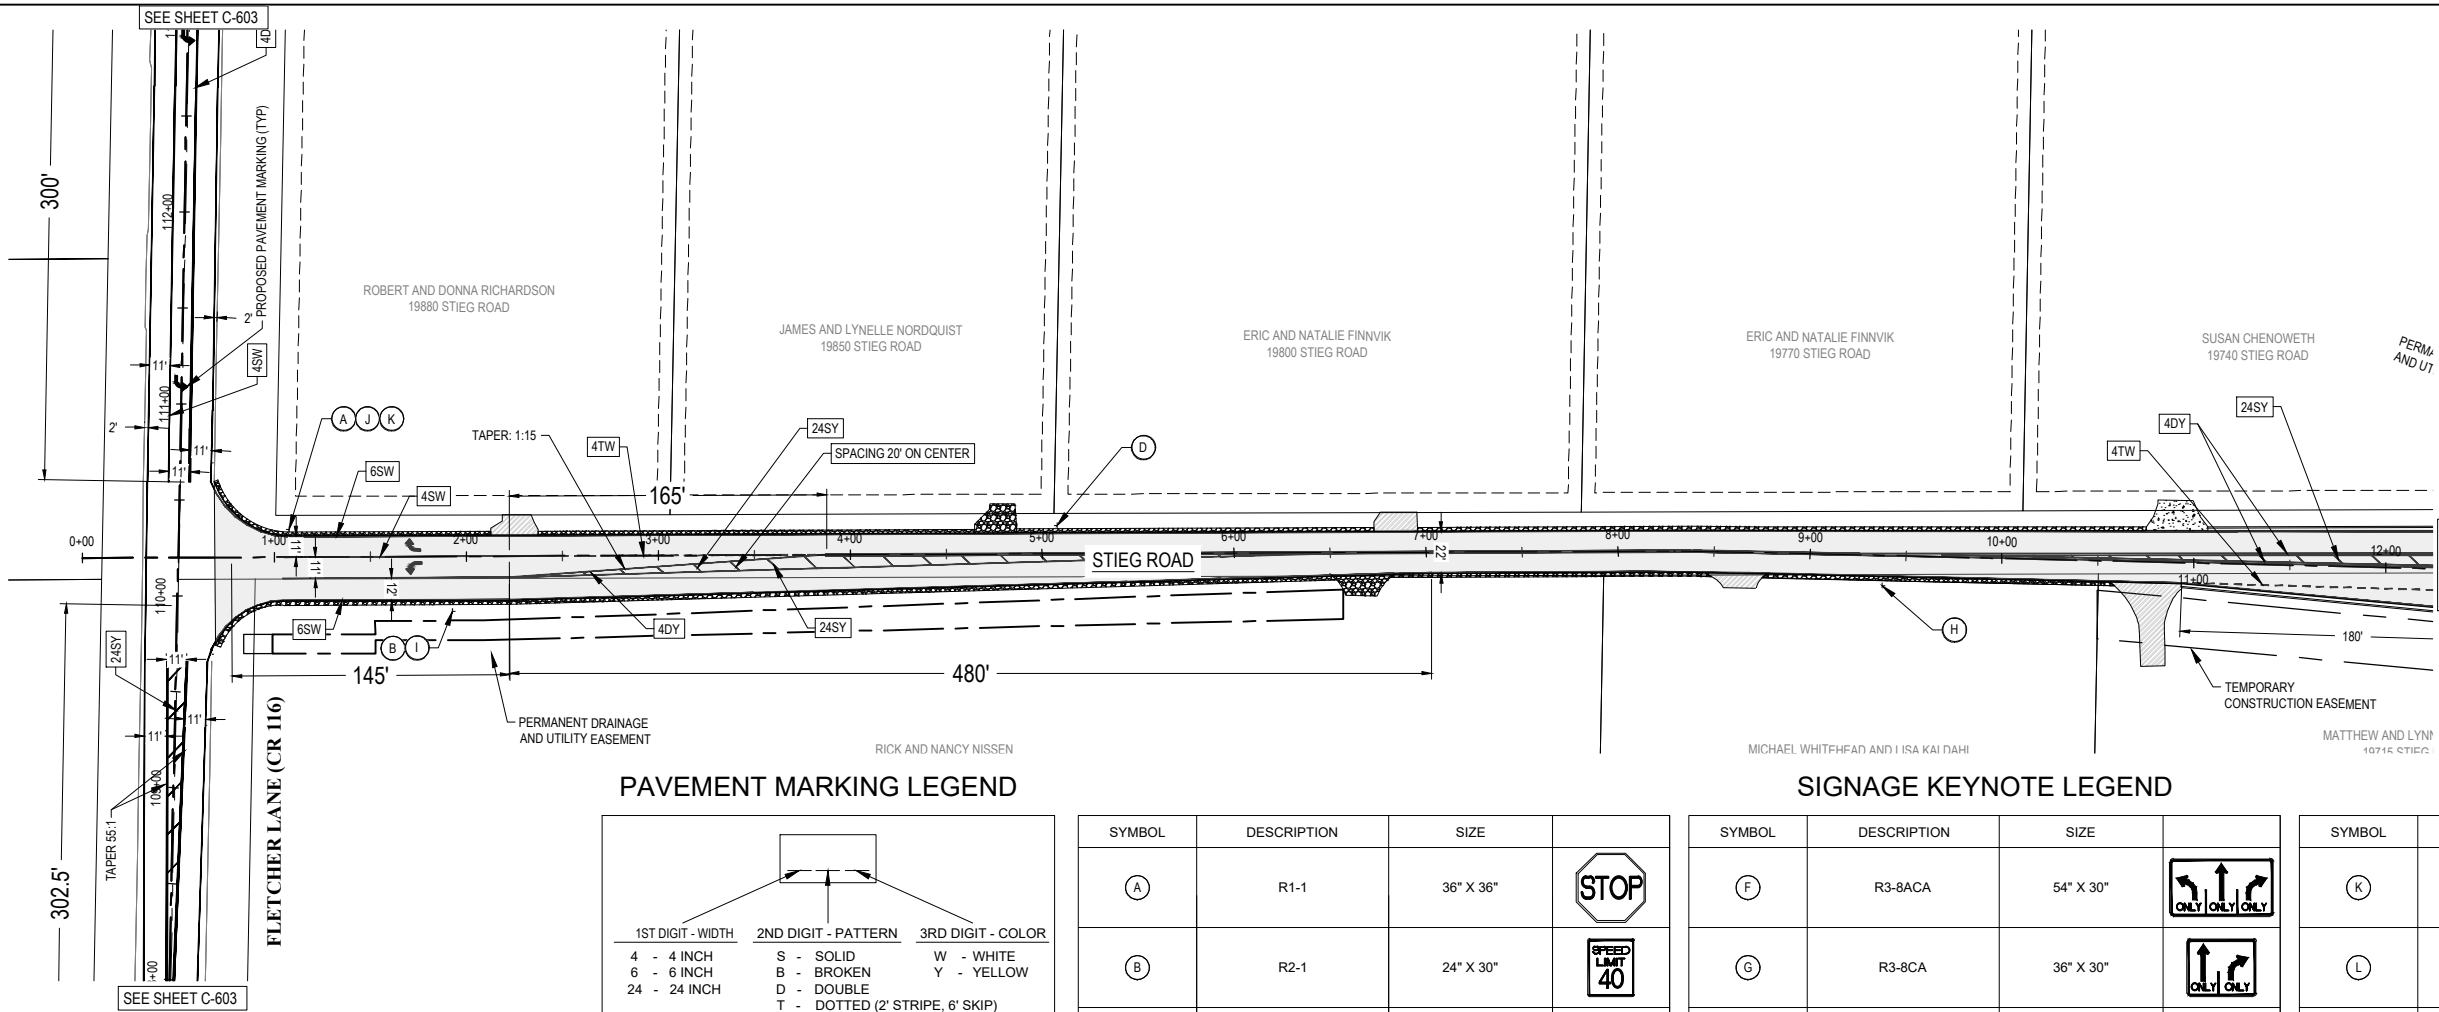 SEE SHEET C-603
300'
112+00
PROPOSED PAVEMENT MARKING (TYP)
2'
4SW
11'
111+00
2'
11'
11'
ROBERT AND DONNA RICHARDSON
19880 STIEG ROAD
JAMES AND LYNELLE NORDQUIST
19850 STIEG ROAD
ERIC AND NATALIE FINNVIK
19800 STIEG ROAD
ERIC AND NATALIE FINNVIK
19770 STIEG ROAD
SUSAN CHENOWETH
19740 STIEG ROAD
A J K
TAPER: 1:15
4TW
24SY
SPACING 20' ON CENTER
D
4TW
4DY
24SY
6SW
4SW
165'
0+00
1+00
2+00
3+00
4+00
5+00
6+00
7+00
8+00
9+00
10+00
11+00
12+00
11'
11'
12'
22'
STIEG ROAD
110+00
6SW
B I
4DY
24SY
H
180'
24SY
11'
145'
480'
11'
11'
TEMPORARY
CONSTRUCTION EASEMENT
PERMANENT DRAINAGE
AND UTILITY EASEMENT
RICK AND NANCY NISSEN
MICHAEL WHITEHEAD AND LISA KALDAHL
MATTHEW AND LYNN
19715 STIEG
109+00
TAPER 55:1
FLETCHER LANE (CR 116)
302.5'
SEE SHEET C-603
PAVEMENT MARKING LEGEND
1ST DIGIT - WIDTH
4 - 4 INCH
6 - 6 INCH
24 - 24 INCH
2ND DIGIT - PATTERN
S - SOLID
B - BROKEN
D - DOUBLE
T - DOTTED (2' STRIPE, 6' SKIP)
3RD DIGIT - COLOR
W - WHITE
Y - YELLOW
SIGNAGE KEYNOTE LEGEND
SYMBOL DESCRIPTION SIZE
A R1-1 36" X 36" STOP
B R2-1 24" X 30"
SPEED
LIMIT
40
SYMBOL DESCRIPTION SIZE
F R3-8ACA 54" X 30" ONLY ONLY ONLY
G R3-8CA 36" X 30" ONLY ONLY
SYMBOL
K
L